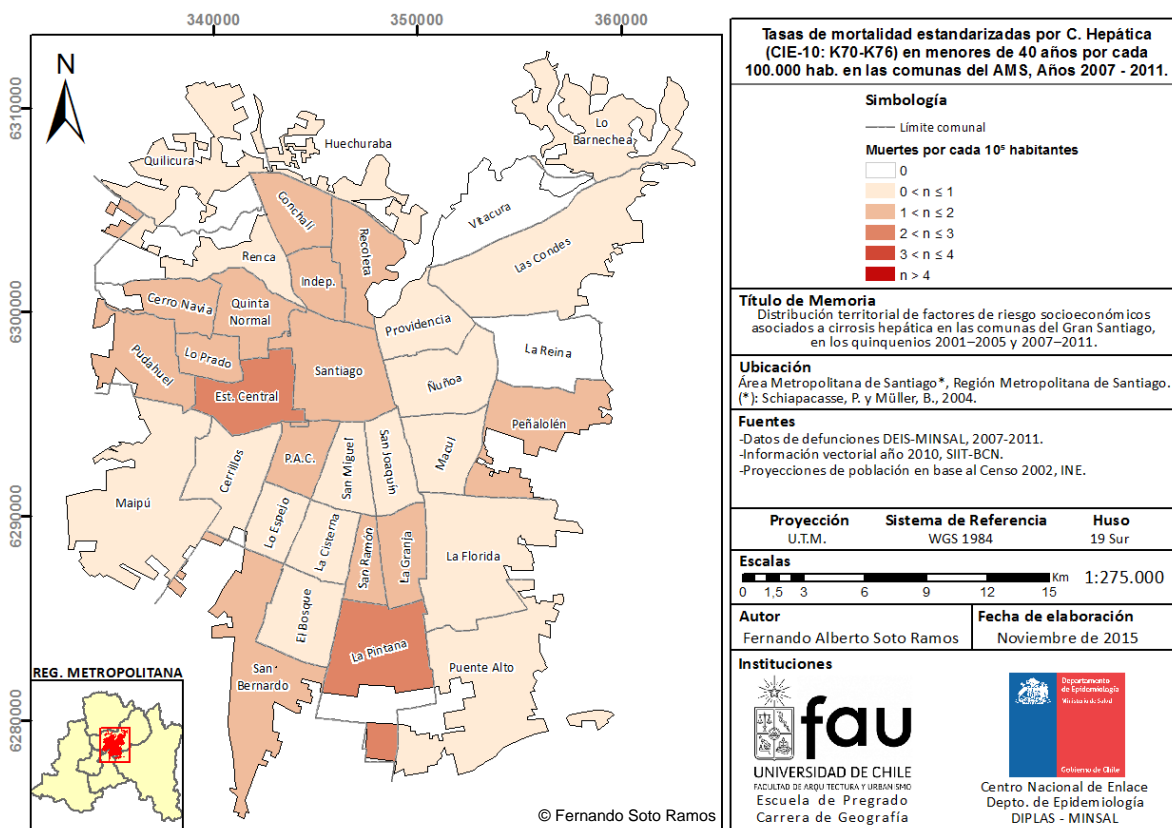 340000
350000
360000
6310000
6300000
6290000
6280000
N
Quilicura
Huechuraba
Lo
Barnechea
Conchalí
Recoleta
Vitacura
Las Condes
Renca
Indep.
Cerro Navia
Quinta
Normal
Providencia
La Reina
Pudahuel
Lo Prado
Santiago
Ñuñoa
Est. Central
Peñalolén
P.A.C.
San Miguel
San Joaquín
Macul
Cerrillos
Maipú
Lo Espejo
La Cisterna
San Ramón
La Granja
La Florida
El Bosque
La Pintana
San
Bernardo
Puente Alto
REG. METROPOLITANA
© Fernando Soto Ramos
Tasas de mortalidad estandarizadas por C. Hepática
(CIE-10: K70-K76) en menores de 40 años por cada
100.000 hab. en las comunas del AMS, Años 2007 - 2011.
Simbología
Límite comunal
Muertes por cada 10⁵ habitantes
0
0 < n ≤ 1
1 < n ≤ 2
2 < n ≤ 3
3 < n ≤ 4
n > 4
Título de Memoria
Distribución territorial de factores de riesgo socioeconómicos
asociados a cirrosis hepática en las comunas del Gran Santiago,
en los quinquenios 2001–2005 y 2007–2011.
Ubicación
Área Metropolitana de Santiago*, Región Metropolitana de Santiago.
(*): Schiapacasse, P. y Müller, B., 2004.
Fuentes
-Datos de defunciones DEIS-MINSAL, 2007-2011.
-Información vectorial año 2010, SIIT-BCN.
-Proyecciones de población en base al Censo 2002, INE.
Proyección Sistema de Referencia Huso
U.T.M. WGS 1984 19 Sur
Escalas
Km 1:275.000
0 1,5 3 6 9 12 15
Autor
Fernando Alberto Soto Ramos
Fecha de elaboración
Noviembre de 2015
Instituciones
fau
UNIVERSIDAD DE CHILE
FACULTAD DE ARQUITECTURA Y URBANISMO
Escuela de Pregrado
Carrera de Geografía
Departamento
de Epidemiología
Ministerio de Salud
Gobierno de Chile
Centro Nacional de Enlace
Depto. de Epidemiología
DIPLAS - MINSAL